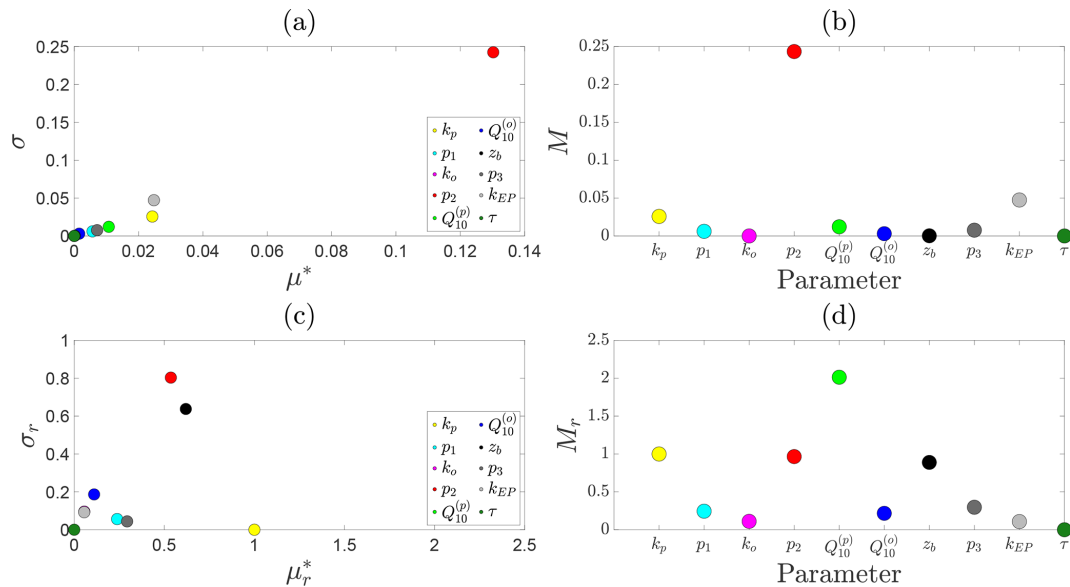 (a)
0.25
0.2
0.15
0.1
0.05
0
σ
0 0.02 0.04 0.06 0.08 0.1 0.12 0.14
μ*
k_p Q_10^(o)
p_1 z_b
k_o p_3
p_2 k_EP
Q_10^(p) τ
(b)
0.25
0.2
0.15
0.1
0.05
0
M
k_p p_1 k_o p_2 Q_10^(p) Q_10^(o) z_b p_3 k_EP τ
Parameter
(c)
1
0.8
0.6
0.4
0.2
0
σ_r
0 0.5 1 1.5 2 2.5
μ_r^*
k_p Q_10^(o)
p_1 z_b
k_o p_3
p_2 k_EP
Q_10^(p) τ
(d)
2.5
2
1.5
1
0.5
0
M_r
k_p p_1 k_o p_2 Q_10^(p) Q_10^(o) z_b p_3 k_EP τ
Parameter